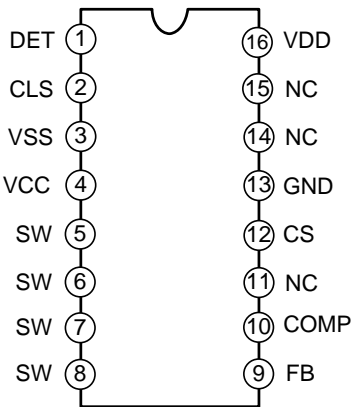 DET 1 16 VDD
CLS 2 15 NC
VSS 3 14 NC
VCC 4 13 GND
SW 5 12 CS
SW 6 11 NC
SW 7 10 COMP
SW 8 9 FB